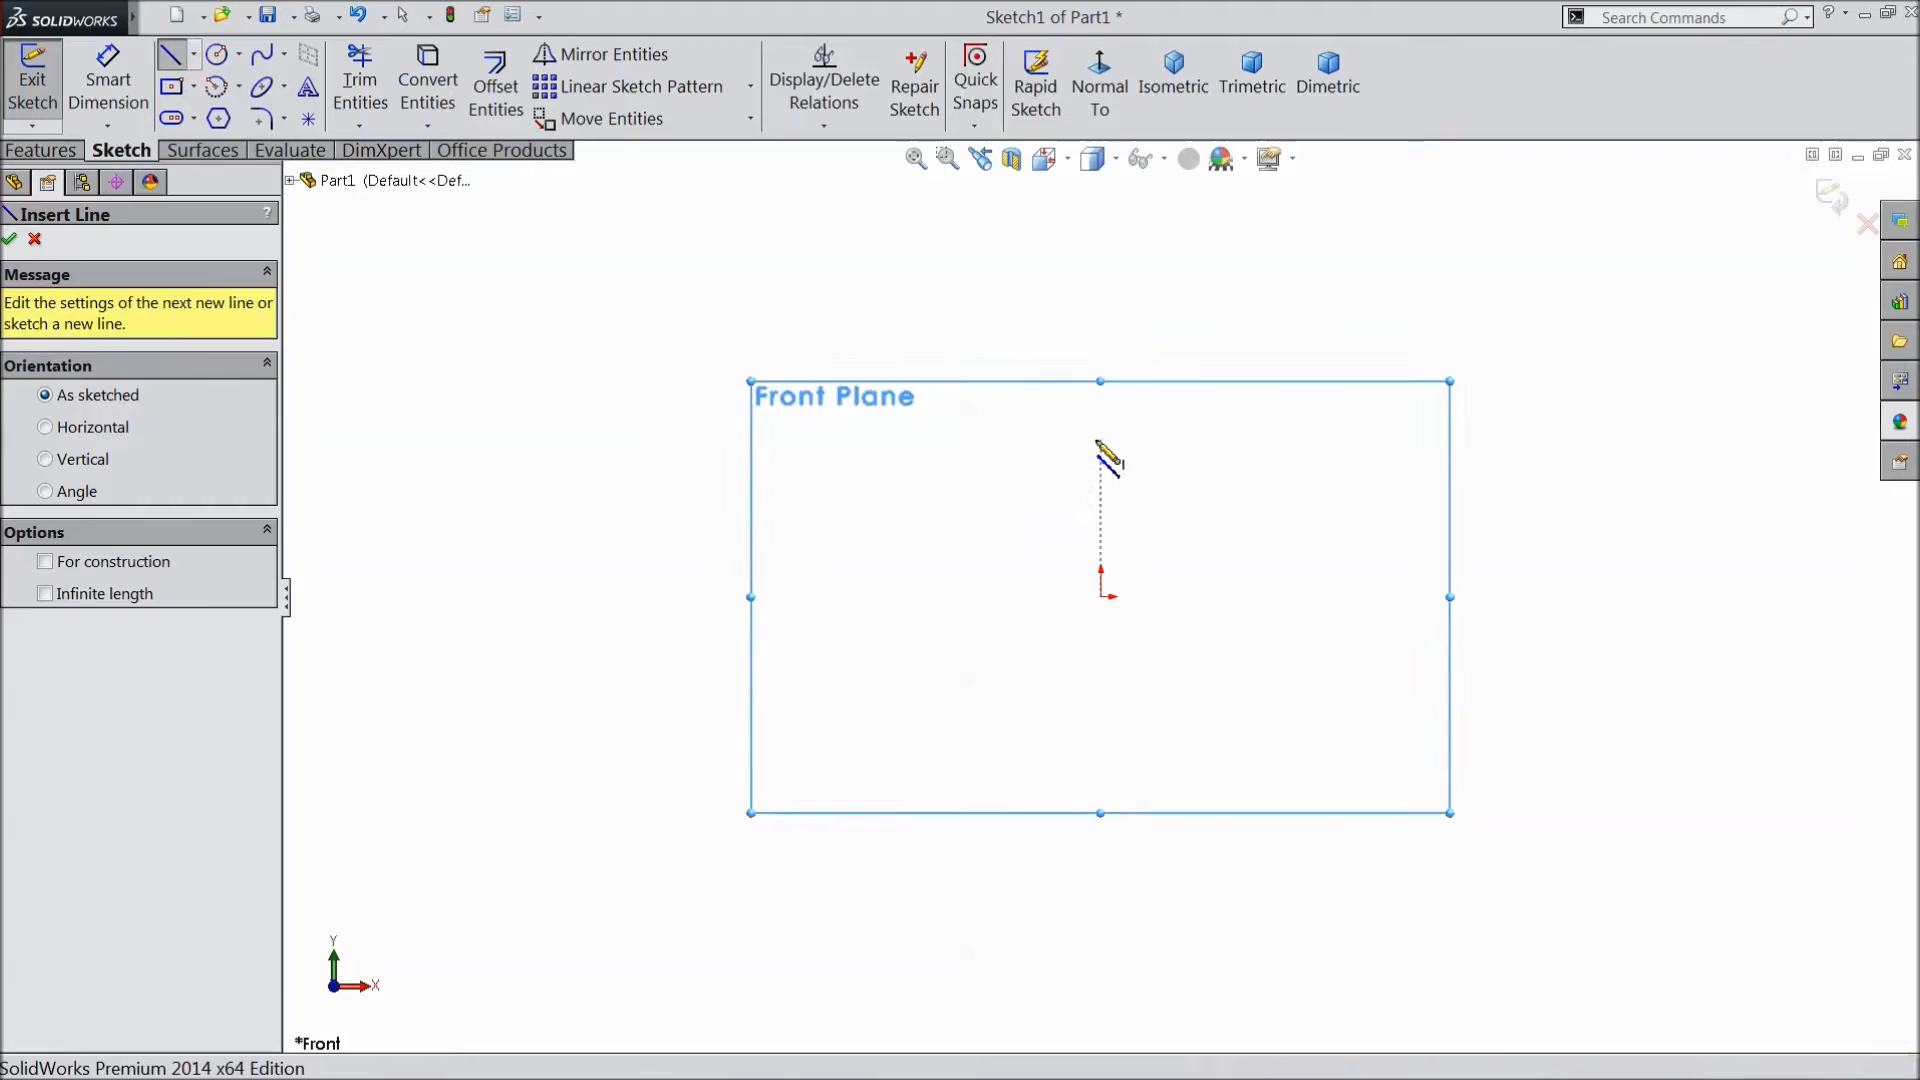 SOLIDWORKS
Sketch1 of Part1 *
Search Commands
?
Exit Sketch
Smart Dimension
Trim Entities
Convert Entities
Offset Entities
Mirror Entities
Linear Sketch Pattern
Move Entities
Display/Delete Relations
Repair Sketch
Quick Snaps
Rapid Sketch
Normal To
Isometric
Trimetric
Dimetric
Features
Sketch
Surfaces
Evaluate
DimXpert
Office Products
Part1 (Default<<Def...
Insert Line
?
Message
Edit the settings of the next new line or
sketch a new line.
Orientation
As sketched
Horizontal
Vertical
Angle
Options
For construction
Infinite length
Front Plane
Y
X
*Front
SolidWorks Premium 2014 x64 Edition